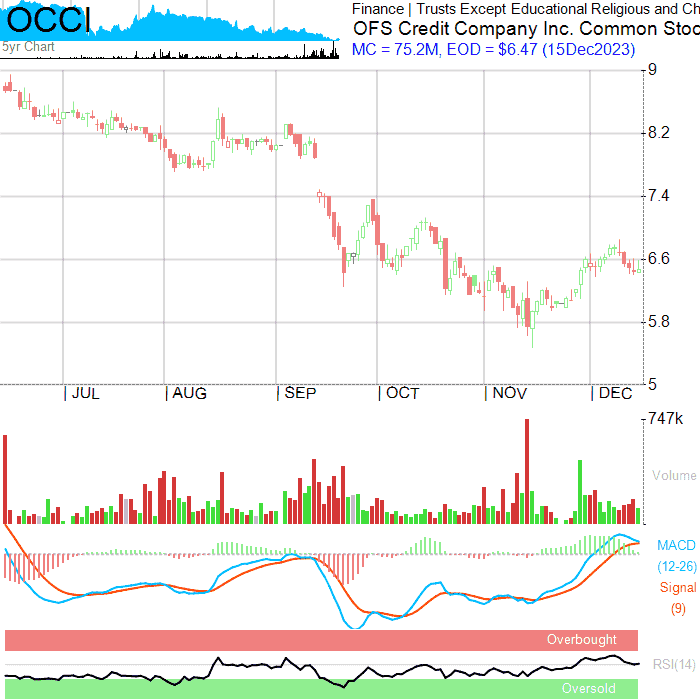 OCCI
5yr Chart
Finance | Trusts Except Educational Religious and Ch
OFS Credit Company Inc. Common Stoc
MC = 75.2M, EOD = $6.47 (15Dec2023)
9
8.2
7.4
6.6
5.8
5
| JUL | AUG | SEP | OCT | NOV | DEC
747k
Volume
MACD
(12-26)
Signal
(9)
Overbought
RSI(14)
Oversold